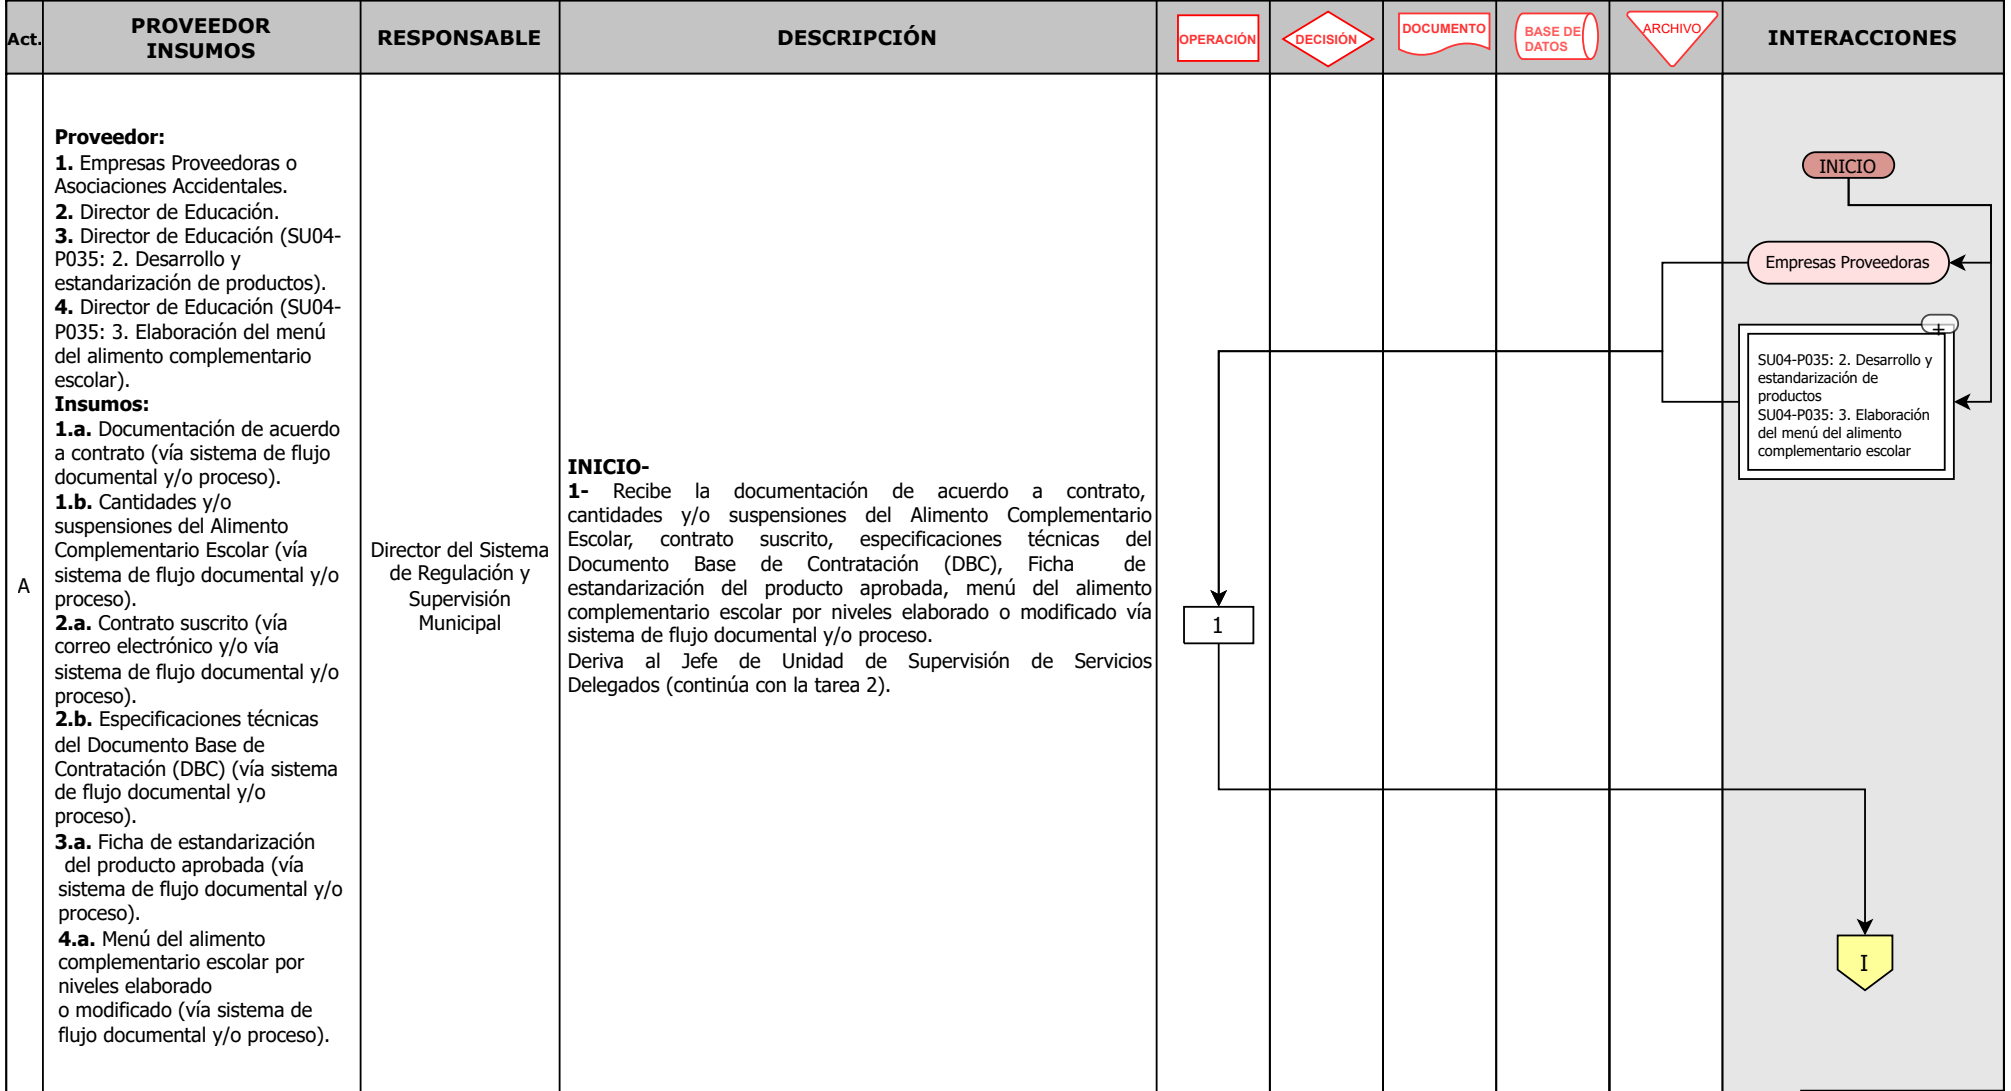 Act.
PROVEEDOR
INSUMOS
RESPONSABLE
DESCRIPCIÓN
OPERACIÓN
DECISIÓN
DOCUMENTO
BASE DE
DATOS
ARCHIVO
INTERACCIONES
A
Proveedor:
1. Empresas Proveedoras o
Asociaciones Accidentales.
2. Director de Educación.
3. Director de Educación (SU04-
P035: 2. Desarrollo y
estandarización de productos).
4. Director de Educación (SU04-
P035: 3. Elaboración del menú
del alimento complementario
escolar).
Insumos:
1.a. Documentación de acuerdo
a contrato (vía sistema de flujo
documental y/o proceso).
1.b. Cantidades y/o
suspensiones del Alimento
Complementario Escolar (vía
sistema de flujo documental y/o
proceso).
2.a. Contrato suscrito (vía
correo electrónico y/o vía
sistema de flujo documental y/o
proceso).
2.b. Especificaciones técnicas
del Documento Base de
Contratación (DBC) (vía sistema
de flujo documental y/o
proceso).
3.a. Ficha de estandarización
del producto aprobada (vía
sistema de flujo documental y/o
proceso).
4.a. Menú del alimento
complementario escolar por
niveles elaborado
o modificado (vía sistema de
flujo documental y/o proceso).
Director del Sistema
de Regulación y
Supervisión
Municipal
INICIO-
1- Recibe la documentación de acuerdo a contrato,
cantidades y/o suspensiones del Alimento Complementario
Escolar, contrato suscrito, especificaciones técnicas del
Documento Base de Contratación (DBC), Ficha de
estandarización del producto aprobada, menú del alimento
complementario escolar por niveles elaborado o modificado vía
sistema de flujo documental y/o proceso.
Deriva al Jefe de Unidad de Supervisión de Servicios
Delegados (continúa con la tarea 2).
1
INICIO
Empresas Proveedoras
+
SU04-P035: 2. Desarrollo y
estandarización de
productos
SU04-P035: 3. Elaboración
del menú del alimento
complementario escolar
I